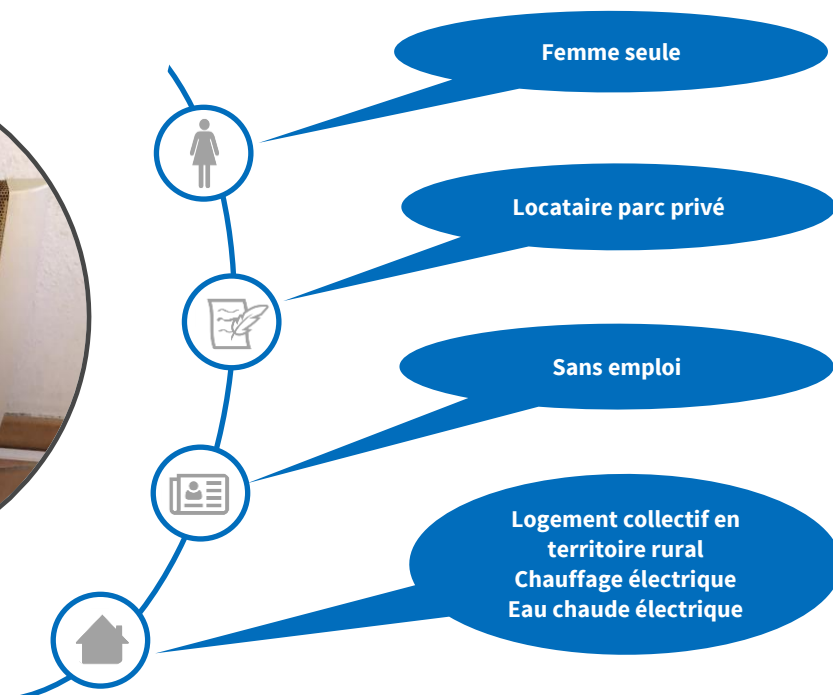 Femme seule
Locataire parc privé
Sans emploi
Logement collectif en
territoire rural
Chauffage électrique
Eau chaude électrique